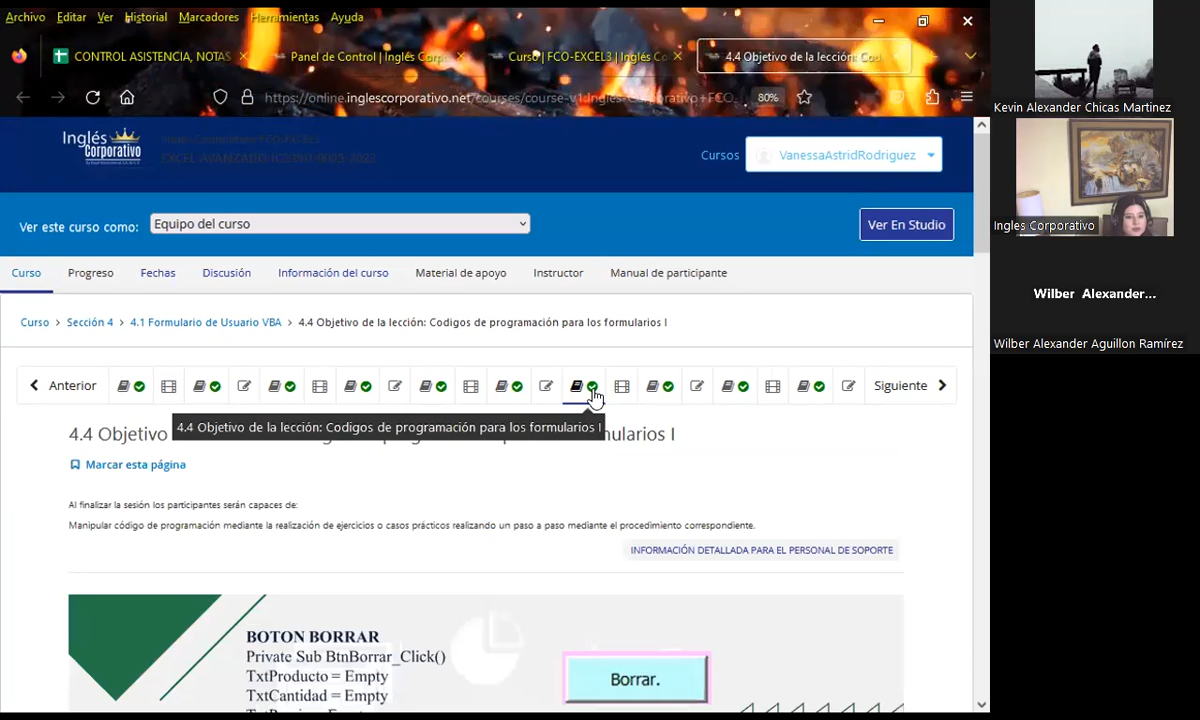 Archivo Editar Ver Historial Marcadores Herramientas Ayuda
CONTROL ASISTENCIA, NOTAS
Panel de Control | Inglés Corp
Curso | FCO-EXCEL3 | Inglés Co
4.4 Objetivo de la lección: Cod
https://online.inglescorporativo.net/courses/course-v1:Ingles-Corporativo+FCO-
80%
Inglés
Corporativo
EXCEL AVANZADO
Cursos
VanessaAstridRodriguez
Ver este curso como:
Equipo del curso
Ver En Studio
Curso Progreso Fechas Discusión Información del curso Material de apoyo Instructor Manual de participante
Curso > Sección 4 > 4.1 Formulario de Usuario VBA > 4.4 Objetivo de la lección: Codigos de programación para los formularios I
Anterior
Siguiente
4.4 Objetivo de la lección: Codigos de programación para los formularios I
4.4 Objetivo
mularios I
Marcar esta página
Al finalizar la sesión los participantes serán capaces de:
Manipular código de programación mediante la realización de ejercicios o casos prácticos realizando un paso a paso mediante el procedimiento correspondiente.
INFORMACIÓN DETALLADA PARA EL PERSONAL DE SOPORTE
BOTON BORRAR
Private Sub BtnBorrar_Click()
TxtProducto = Empty
TxtCantidad = Empty
Borrar.
Kevin Alexander Chicas Martinez
Ingles Corporativo
Wilber Alexander...
Wilber Alexander Aguillon Ramírez